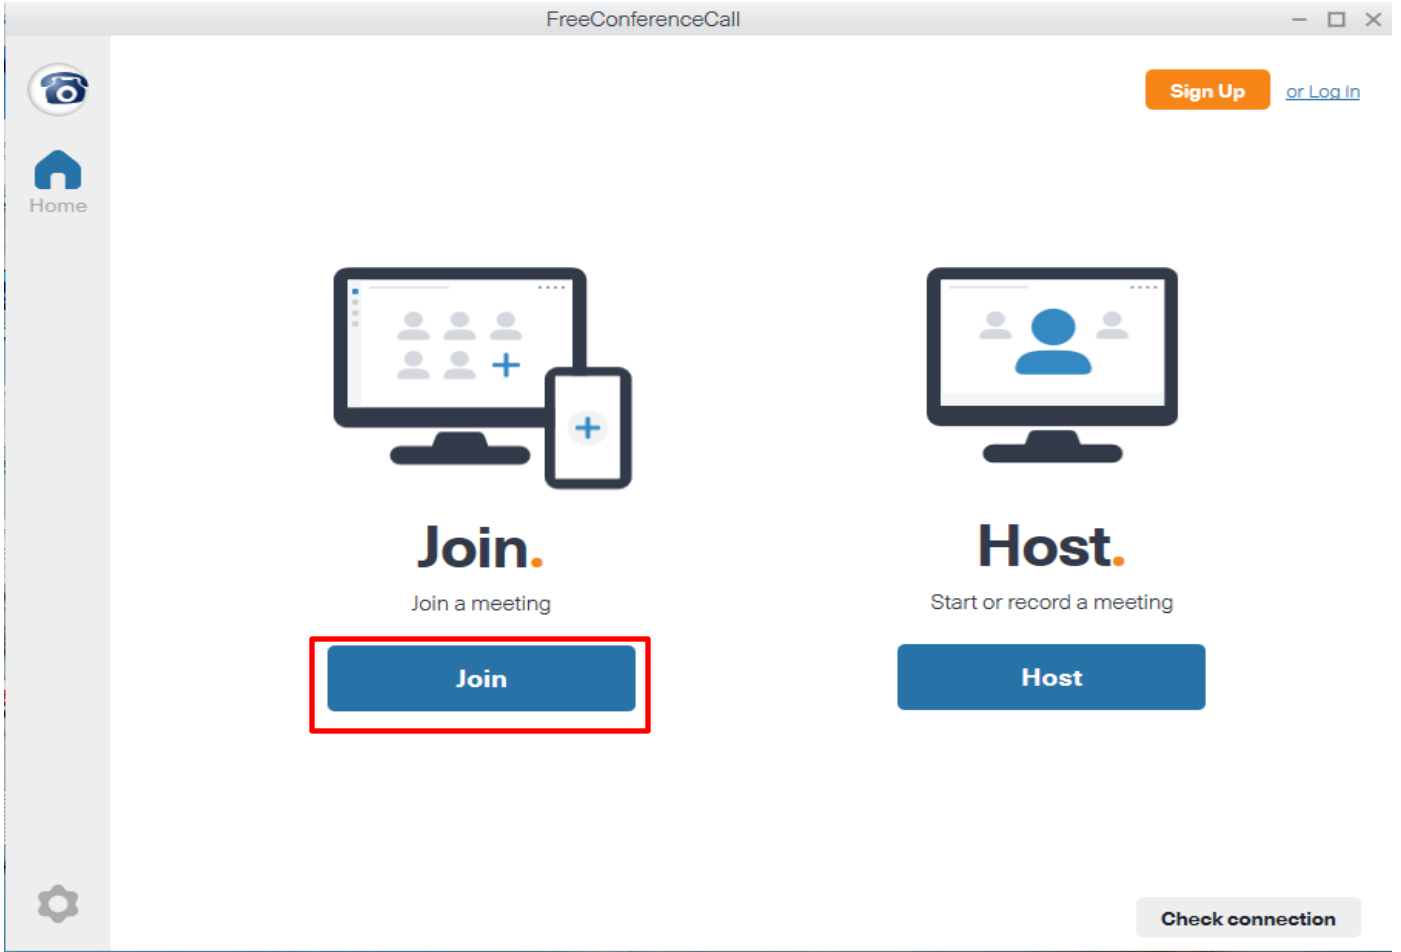 FreeConferenceCall
Sign Up
or Log In
Home
Join.
Join a meeting
Join
Host.
Start or record a meeting
Host
Check connection